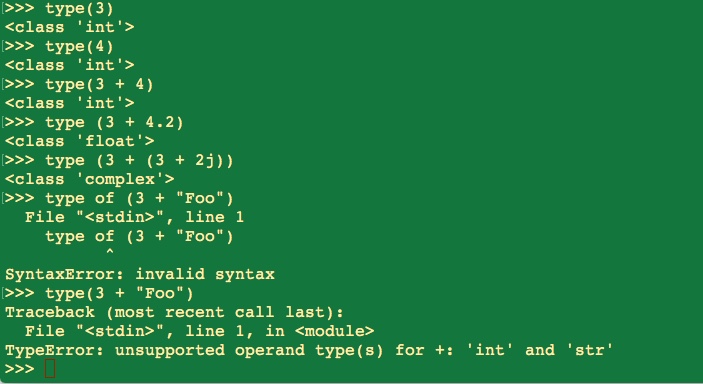 >>> type(3)
<class 'int'>
>>> type(4)
<class 'int'>
>>> type(3 + 4)
<class 'int'>
>>> type (3 + 4.2)
<class 'float'>
>>> type (3 + (3 + 2j))
<class 'complex'>
>>> type of (3 + "Foo")
  File "<stdin>", line 1
    type of (3 + "Foo")
          ^
SyntaxError: invalid syntax
>>> type(3 + "Foo")
Traceback (most recent call last):
  File "<stdin>", line 1, in <module>
TypeError: unsupported operand type(s) for +: 'int' and 'str'
>>>